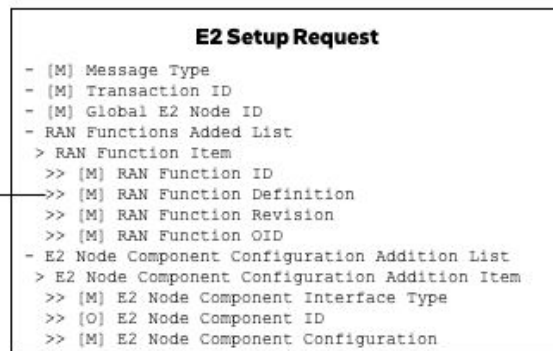 E2 Setup Request
- [M] Message Type
- [M] Transaction ID
- [M] Global E2 Node ID
- RAN Functions Added List
> RAN Function Item
>> [M] RAN Function ID
>> [M] RAN Function Definition
>> [M] RAN Function Revision
>> [M] RAN Function OID
- E2 Node Component Configuration Addition List
> E2 Node Component Configuration Addition Item
>> [M] E2 Node Component Interface Type
>> [O] E2 Node Component ID
>> [M] E2 Node Component Configuration